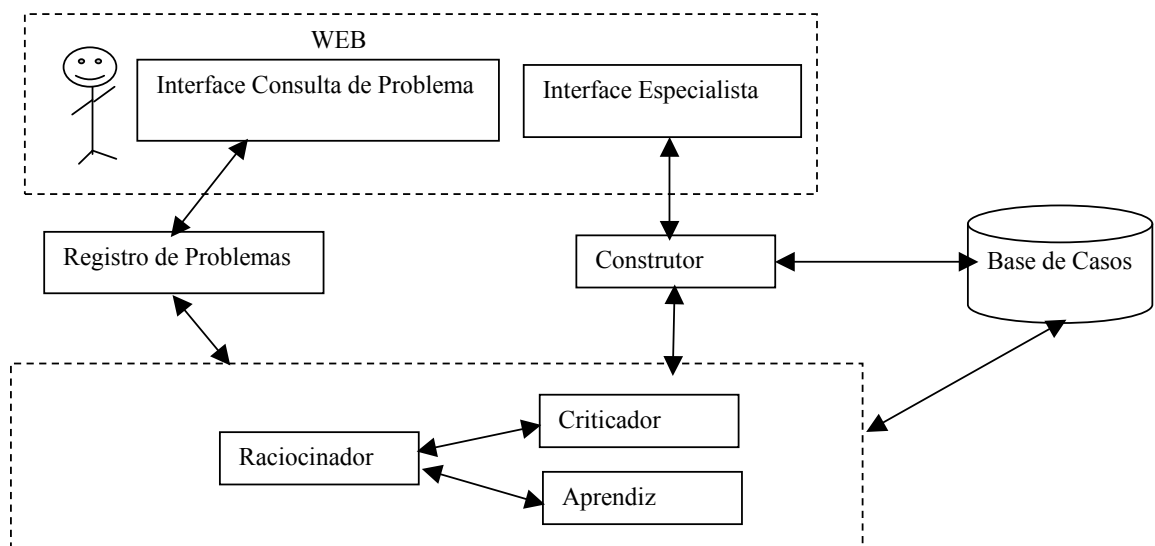 WEB
Interface Consulta de Problema
Interface Especialista
Registro de Problemas
Construtor
Base de Casos
Criticador
Raciocinador
Aprendiz